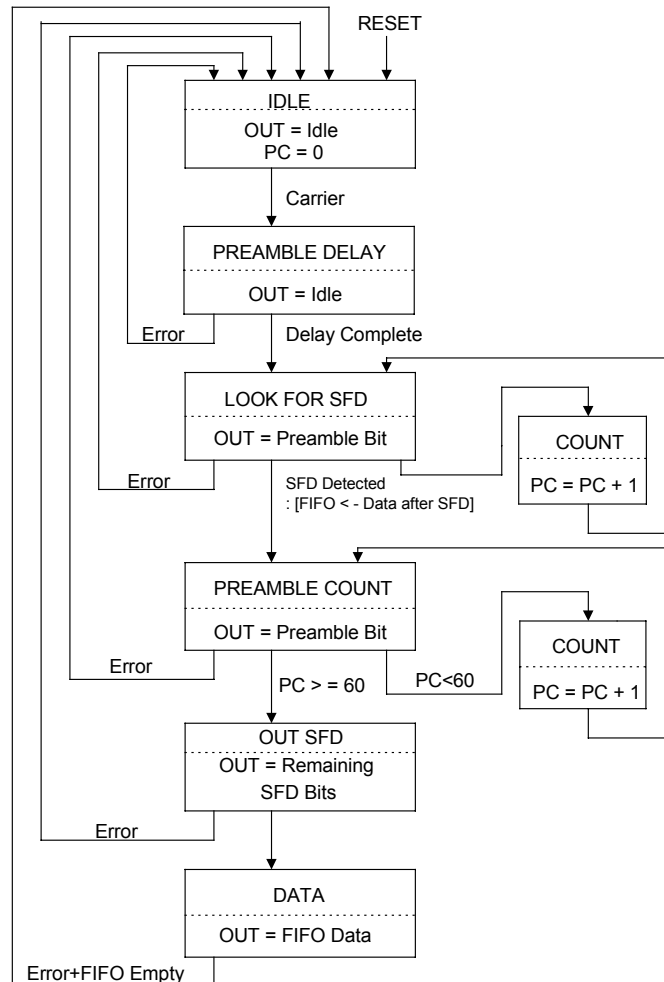 RESET
IDLE
OUT = Idle
PC = 0
Carrier
PREAMBLE DELAY
OUT = Idle
Error
Delay Complete
LOOK FOR SFD
OUT = Preamble Bit
COUNT
PC = PC + 1
Error
SFD Detected
: [FIFO < - Data after SFD]
PREAMBLE COUNT
OUT = Preamble Bit
COUNT
PC = PC + 1
Error
PC > = 60
PC<60
OUT SFD
OUT = Remaining
SFD Bits
Error
DATA
OUT = FIFO Data
Error+FIFO Empty